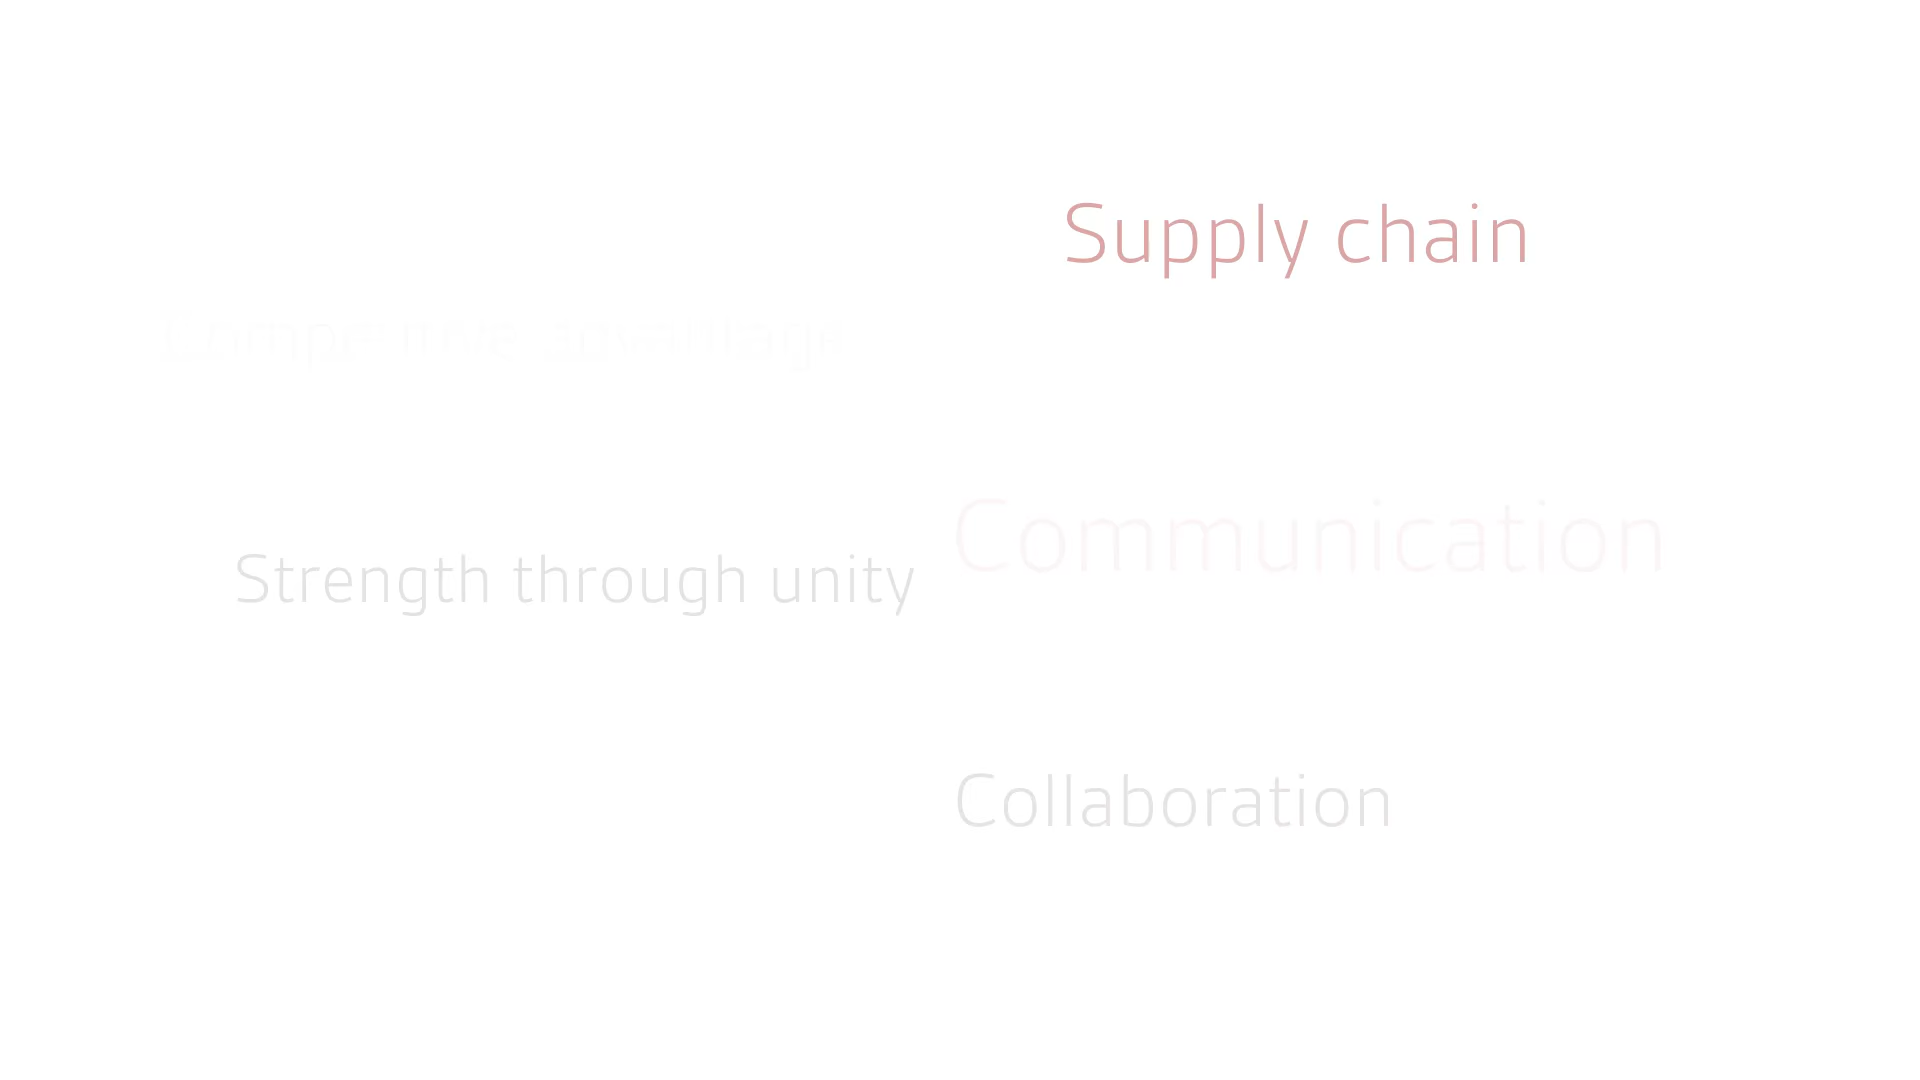 Supply chain
Competitive advantage
Communication
Strength through unity
Collaboration